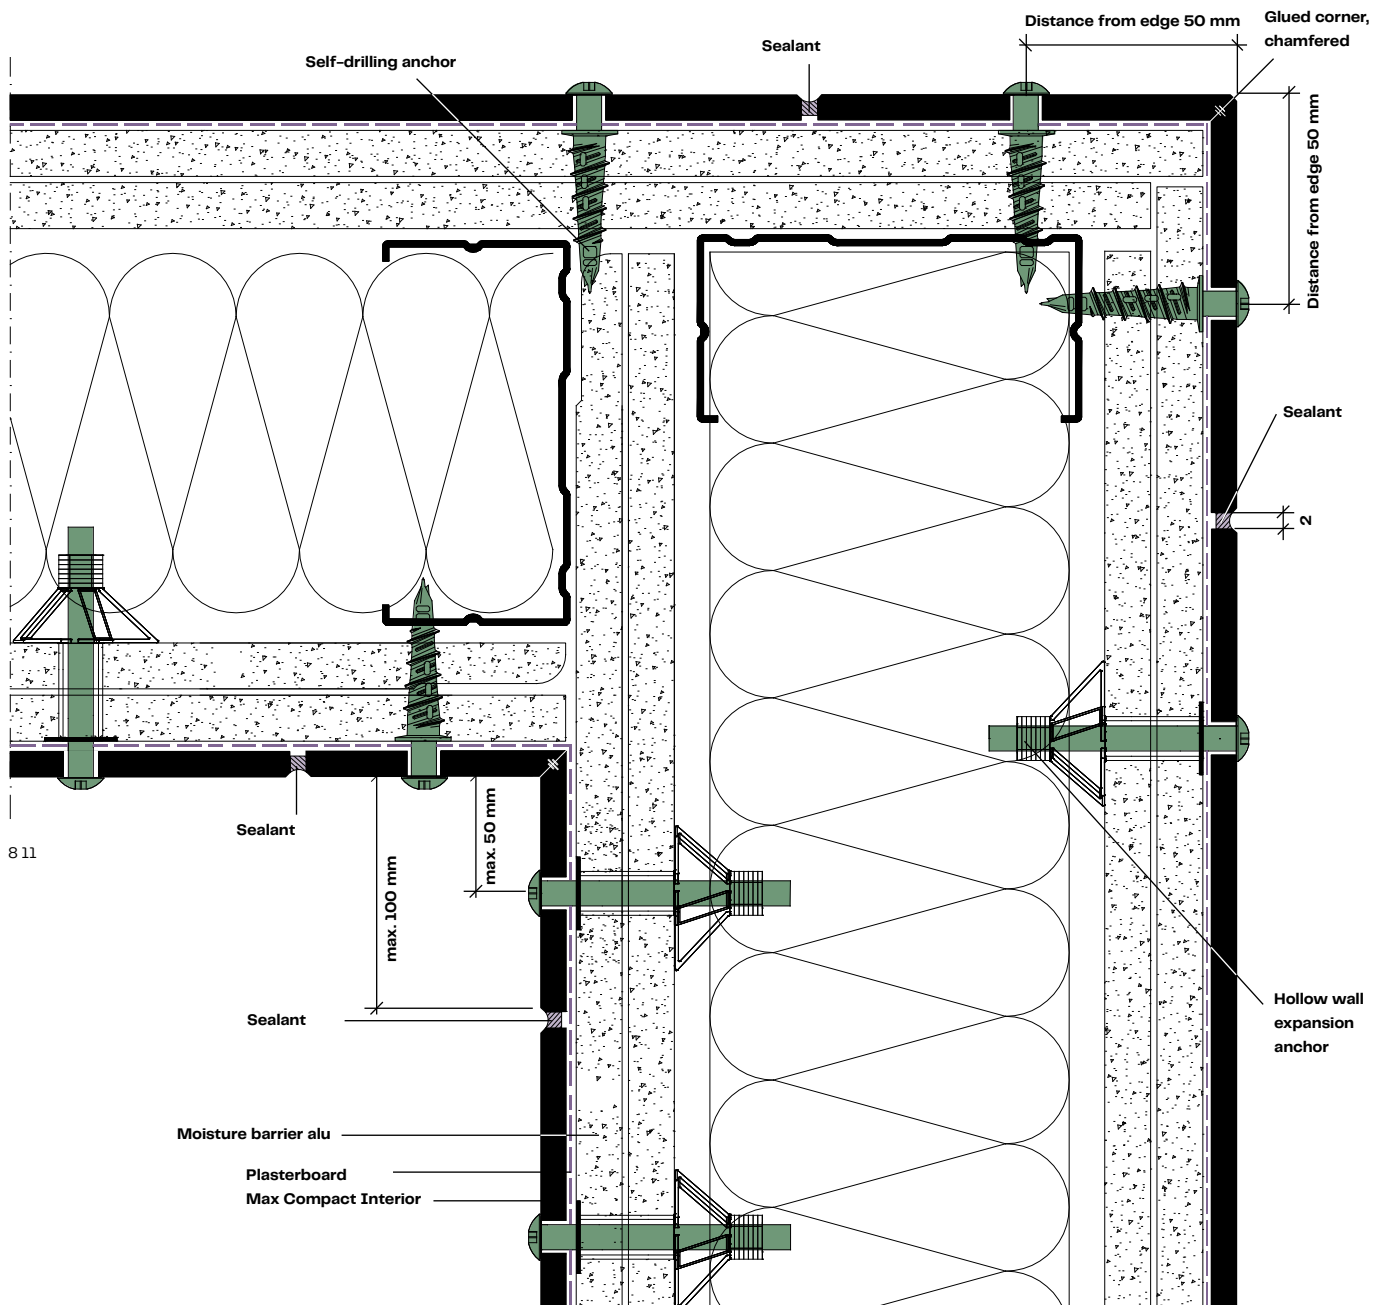 Distance from edge 50 mm
Glued corner,
chamfered
Sealant
Self-drilling anchor
Distance from edge 50 mm
Sealant
2
Sealant
max. 50 mm
max. 100 mm
8 11
Sealant
Hollow wall
expansion
anchor
Moisture barrier alu
Plasterboard
Max Compact Interior